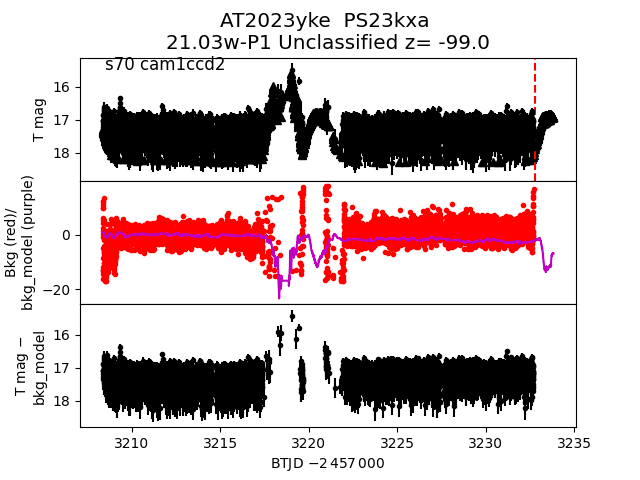 AT2023yke  PS23kxa
21.03w-P1 Unclassified z= -99.0
s70 cam1ccd2
T mag
16
17
18
Bkg (red)/
bkg_model (purple)
0
−20
T mag −
bkg_model
16
17
18
3210
3215
3220
3225
3230
3235
BTJD −2 457 000